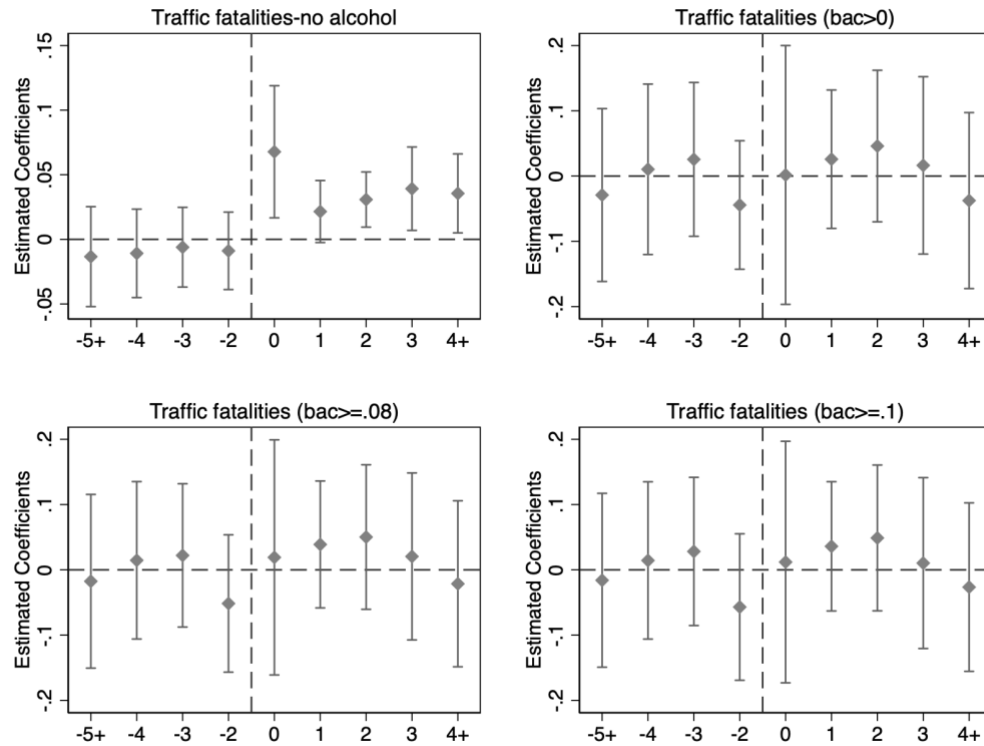 Traffic fatalities-no alcohol
Estimated Coefficients
.15
.1
.05
0
-.05
-5+ -4 -3 -2 0 1 2 3 4+
Traffic fatalities (bac>0)
Estimated Coefficients
.2
.1
0
-.1
-.2
-5+ -4 -3 -2 0 1 2 3 4+
Traffic fatalities (bac>=.08)
Estimated Coefficients
.2
.1
0
-.1
-.2
-5+ -4 -3 -2 0 1 2 3 4+
Traffic fatalities (bac>=.1)
Estimated Coefficients
.2
.1
0
-.1
-.2
-5+ -4 -3 -2 0 1 2 3 4+